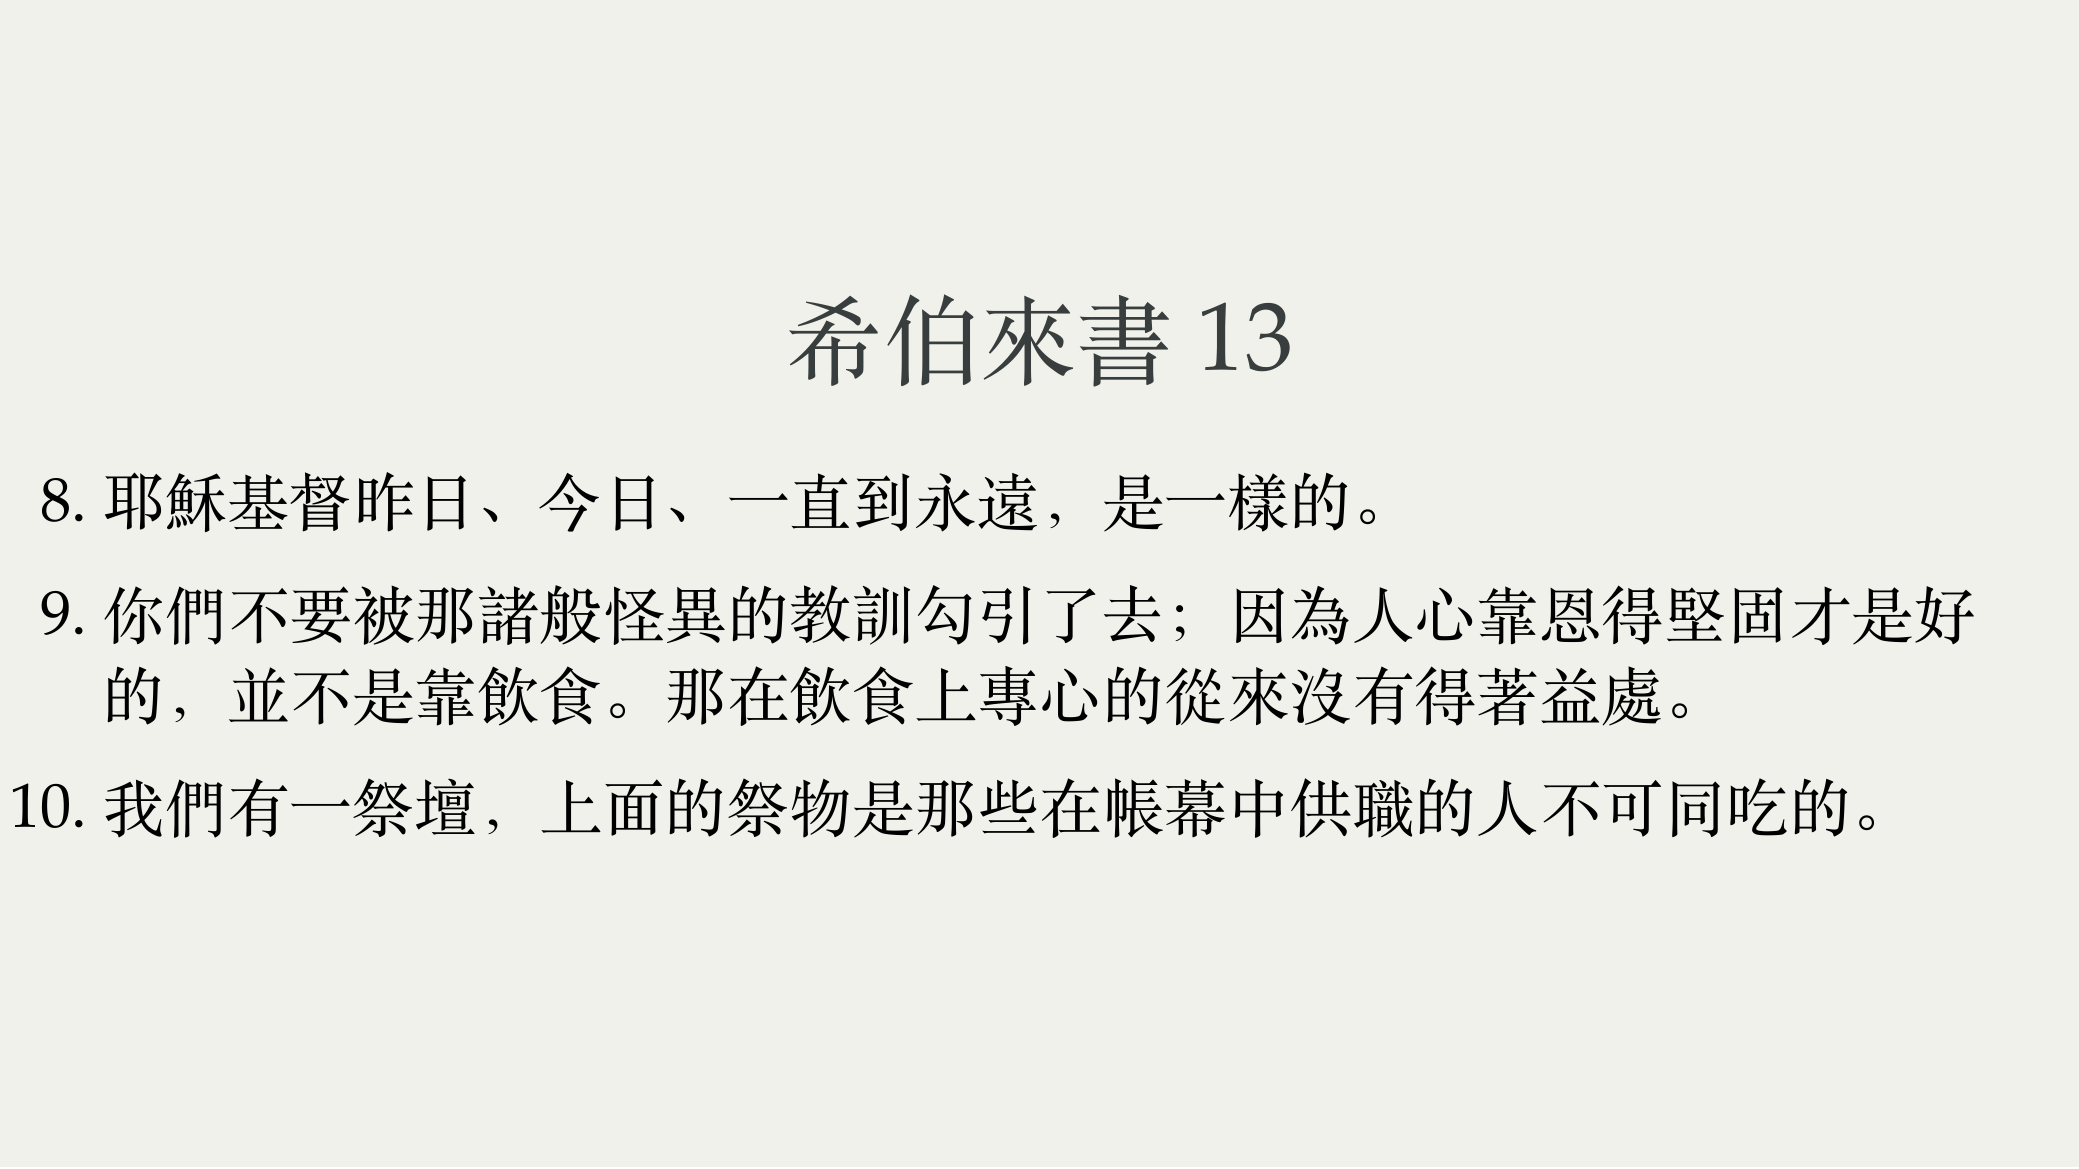 希伯來書 13
8. 耶穌基督昨日、今日、一直到永遠，是一樣的。
9. 你們不要被那諸般怪異的教訓勾引了去；因為人心靠恩得堅固才是好
的，並不是靠飲食。那在飲食上專心的從來沒有得著益處。
10. 我們有一祭壇，上面的祭物是那些在帳幕中供職的人不可同吃的。